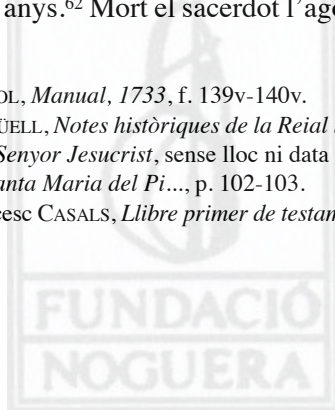 anys.⁶² Mort el sacerdot l’ago
OL, Manual, 1733, f. 139v-140v.
ÜELL, Notes històriques de la Reial
Senyor Jesucrist, sense lloc ni data
anta Maria del Pi..., p. 102-103.
cesc CASALS, Llibre primer de testam
FUNDACIÓ
NOGUERA